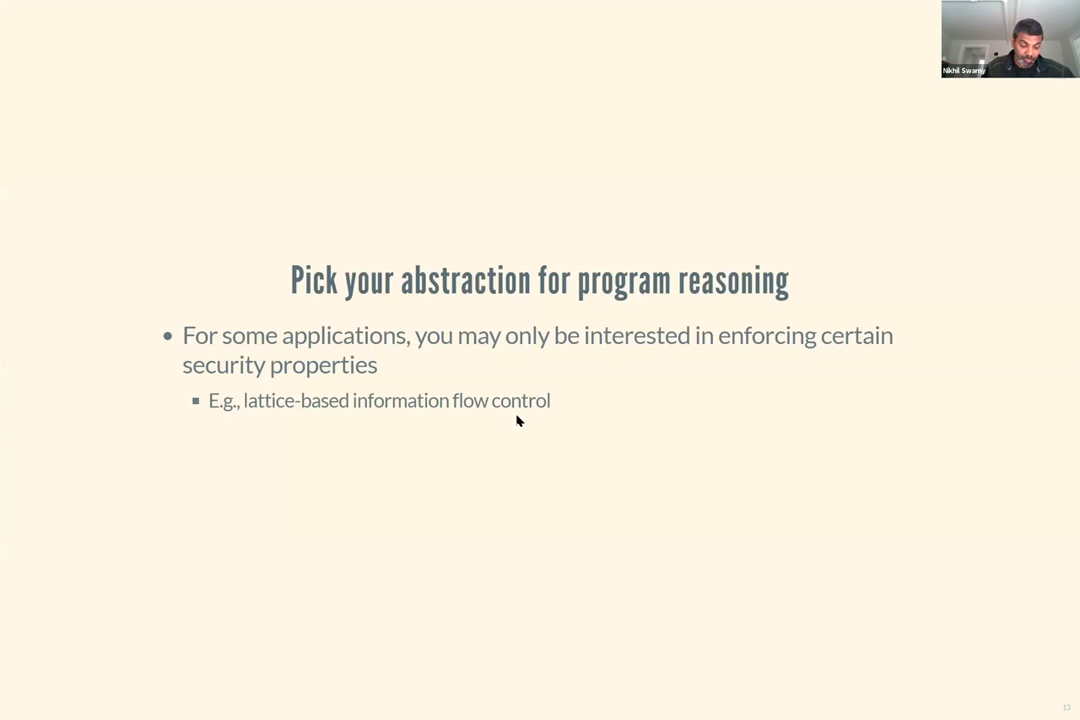 Nikhil Swamy
Pick your abstraction for program reasoning
• For some applications, you may only be interested in enforcing certain
security properties
▪ E.g., lattice-based information flow control
13